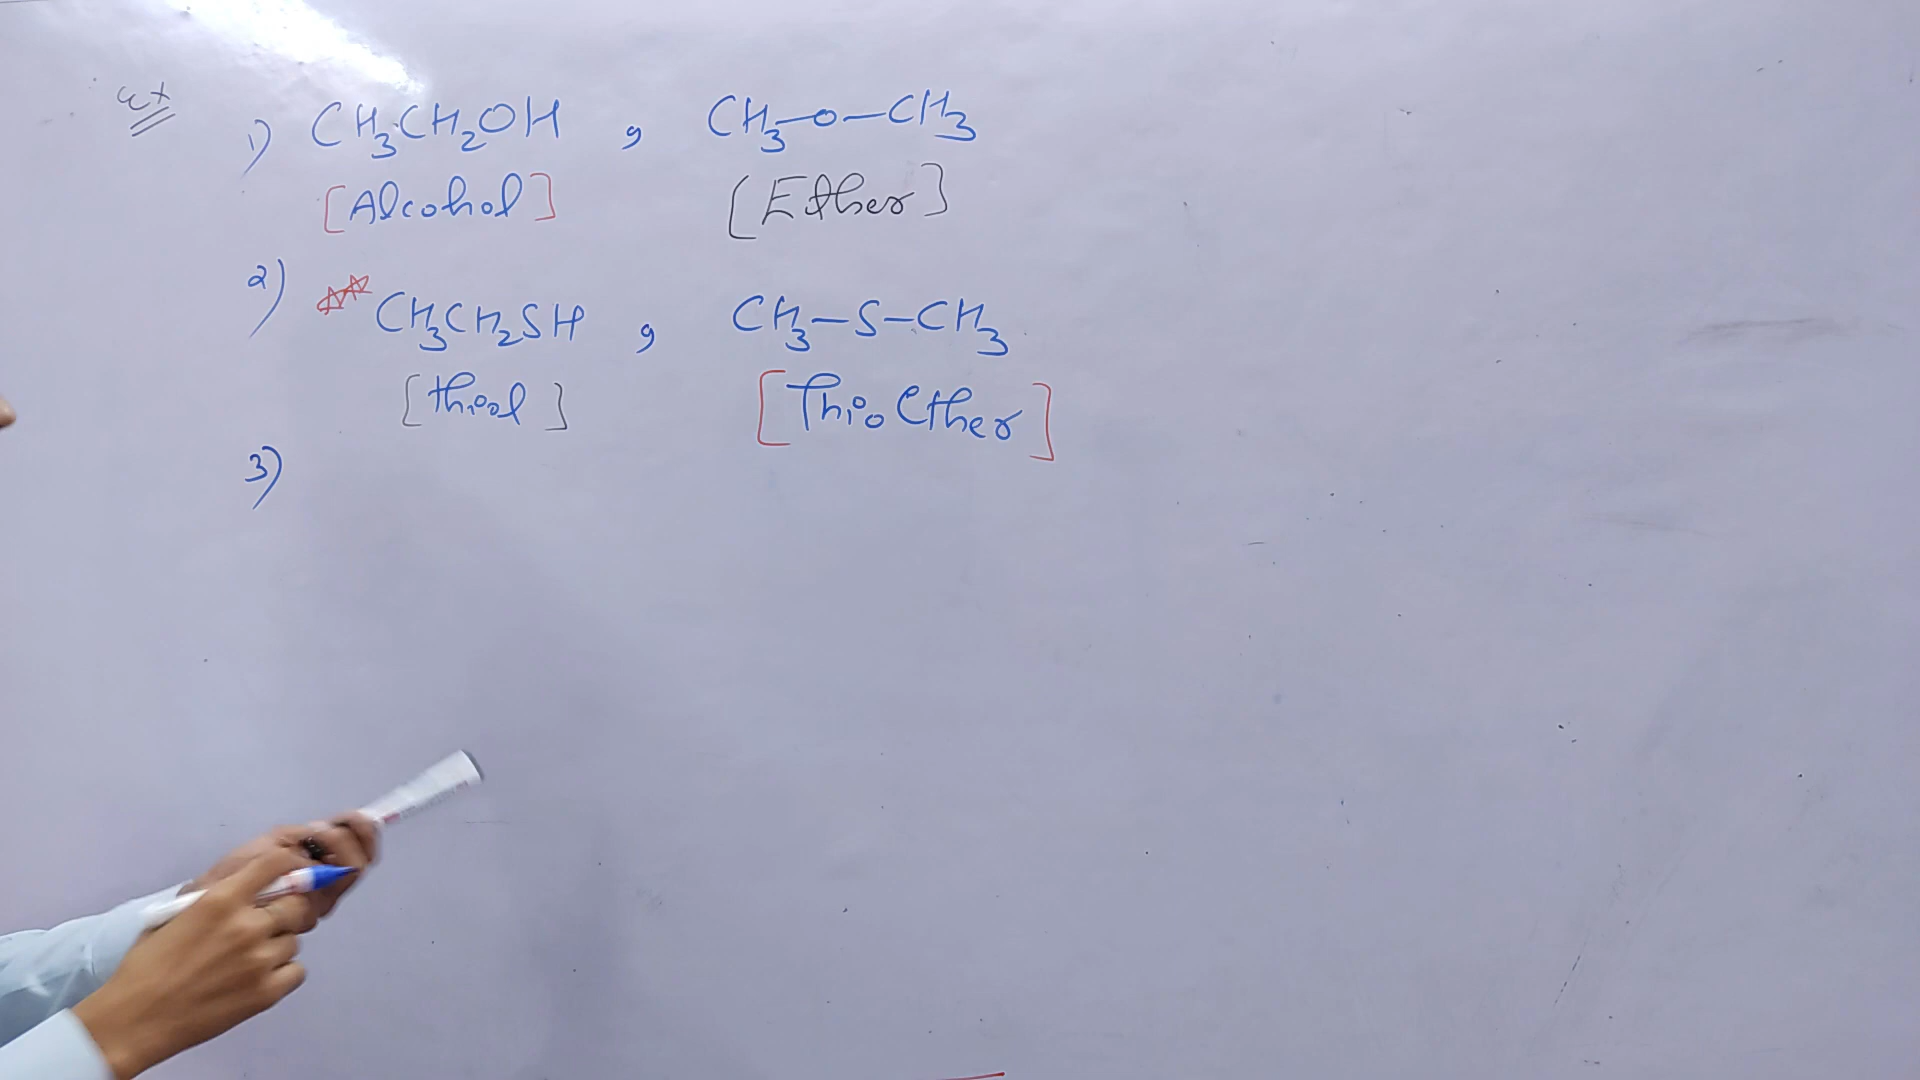 Ex
1) CH₃CH₂OH , CH₃—O—CH₃
[Alcohol] [Ether]
2) CH₃CH₂SH , CH₃—S—CH₃
[thiol] [Thio Ether]
3)